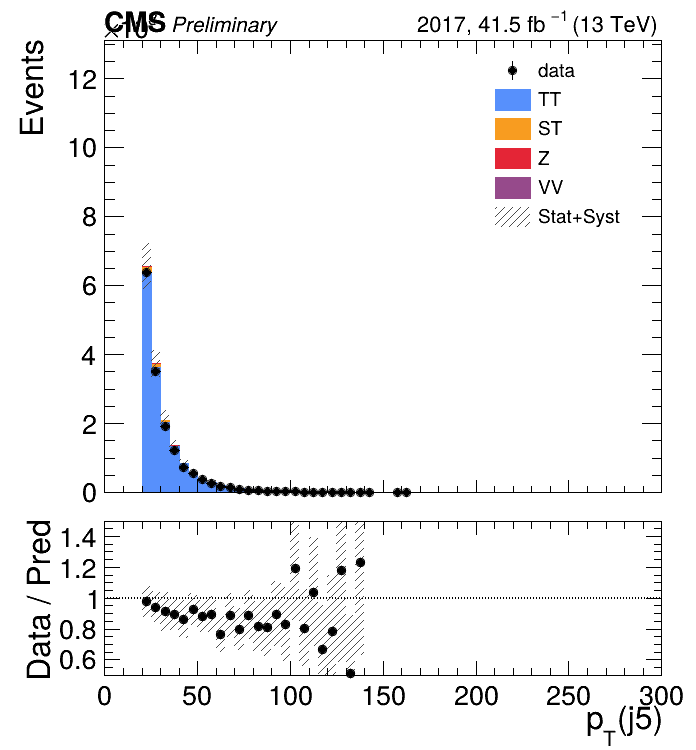 CMS Preliminary 2017, 41.5 fb⁻¹ (13 TeV)
Events
12
10
8
6
4
2
0
data
TT
ST
Z
VV
Stat+Syst
Data / Pred
1.4
1.2
1
0.8
0.6
0 50 100 150 200 250 300
p_T(j5)